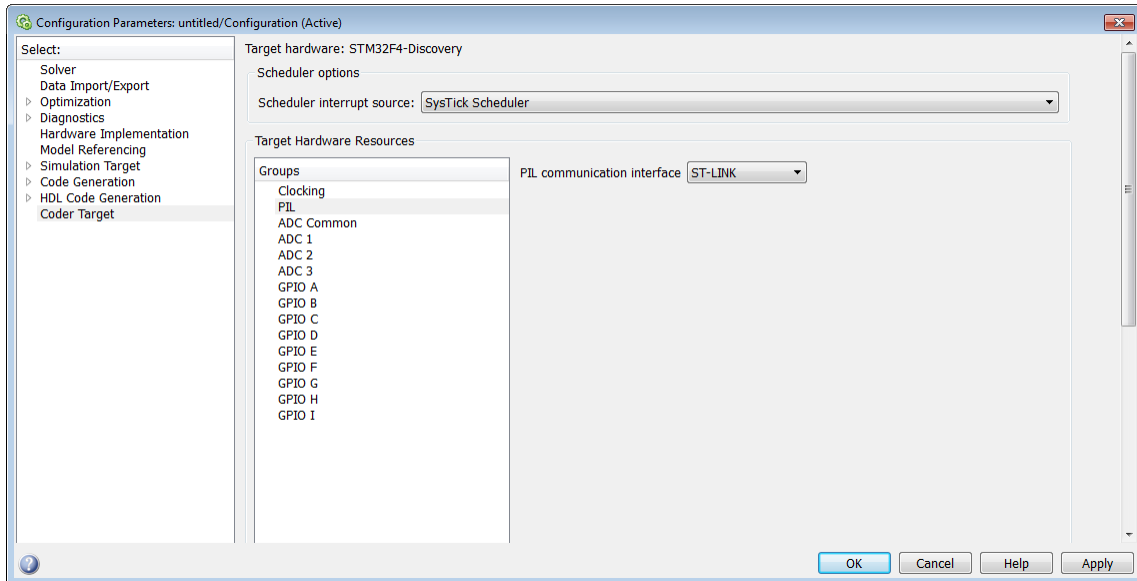 Configuration Parameters: untitled/Configuration (Active)
Select:
Solver
Data Import/Export
Optimization
Diagnostics
Hardware Implementation
Model Referencing
Simulation Target
Code Generation
HDL Code Generation
Coder Target
Target hardware: STM32F4-Discovery
Scheduler options
Scheduler interrupt source: SysTick Scheduler
Target Hardware Resources
Groups
Clocking
PIL
ADC Common
ADC 1
ADC 2
ADC 3
GPIO A
GPIO B
GPIO C
GPIO D
GPIO E
GPIO F
GPIO G
GPIO H
GPIO I
PIL communication interface ST-LINK
OK Cancel Help Apply